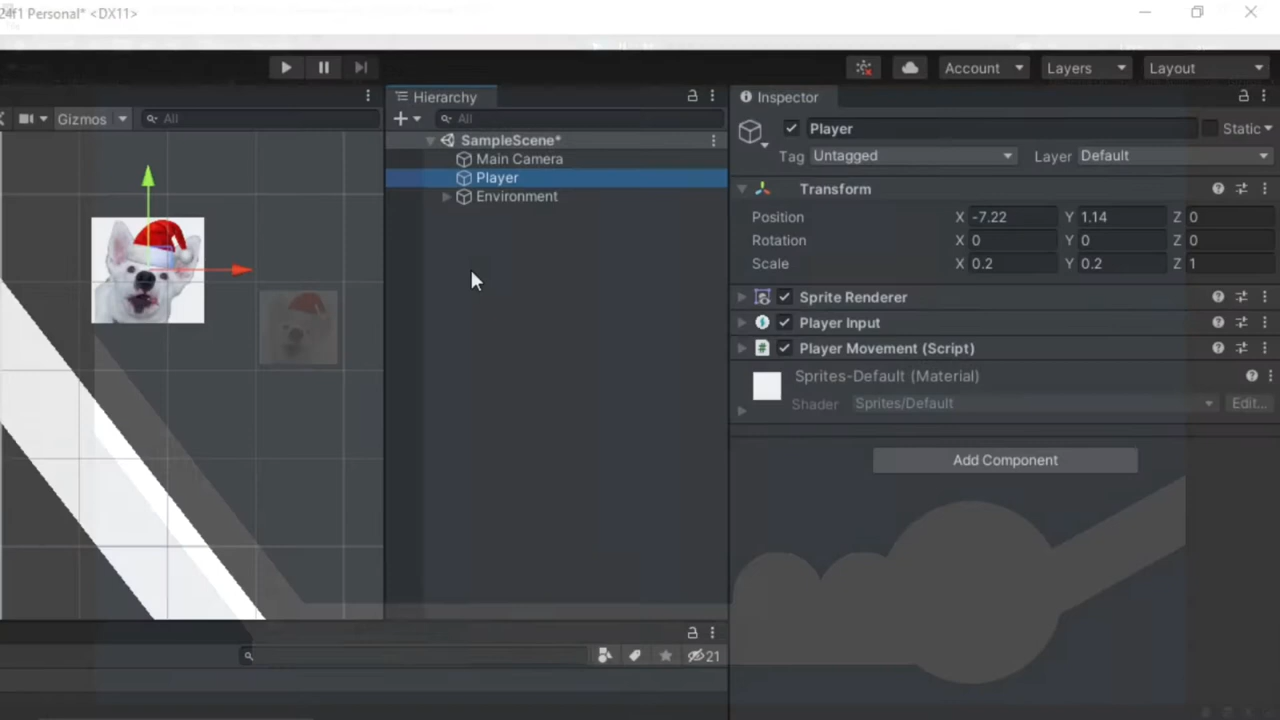 24f1 Personal* <DX11>
Account
Layers
Layout
Hierarchy
Inspector
Gizmos
All
All
Player
Static
SampleScene*
Tag
Untagged
Layer
Default
Main Camera
Player
Environment
Transform
Position
X -7.22
Y 1.14
Z 0
Rotation
X 0
Y 0
Z 0
Scale
X 0.2
Y 0.2
Z 1
Sprite Renderer
Player Input
Player Movement (Script)
Sprites-Default (Material)
Shader
Sprites/Default
Edit...
Add Component
21